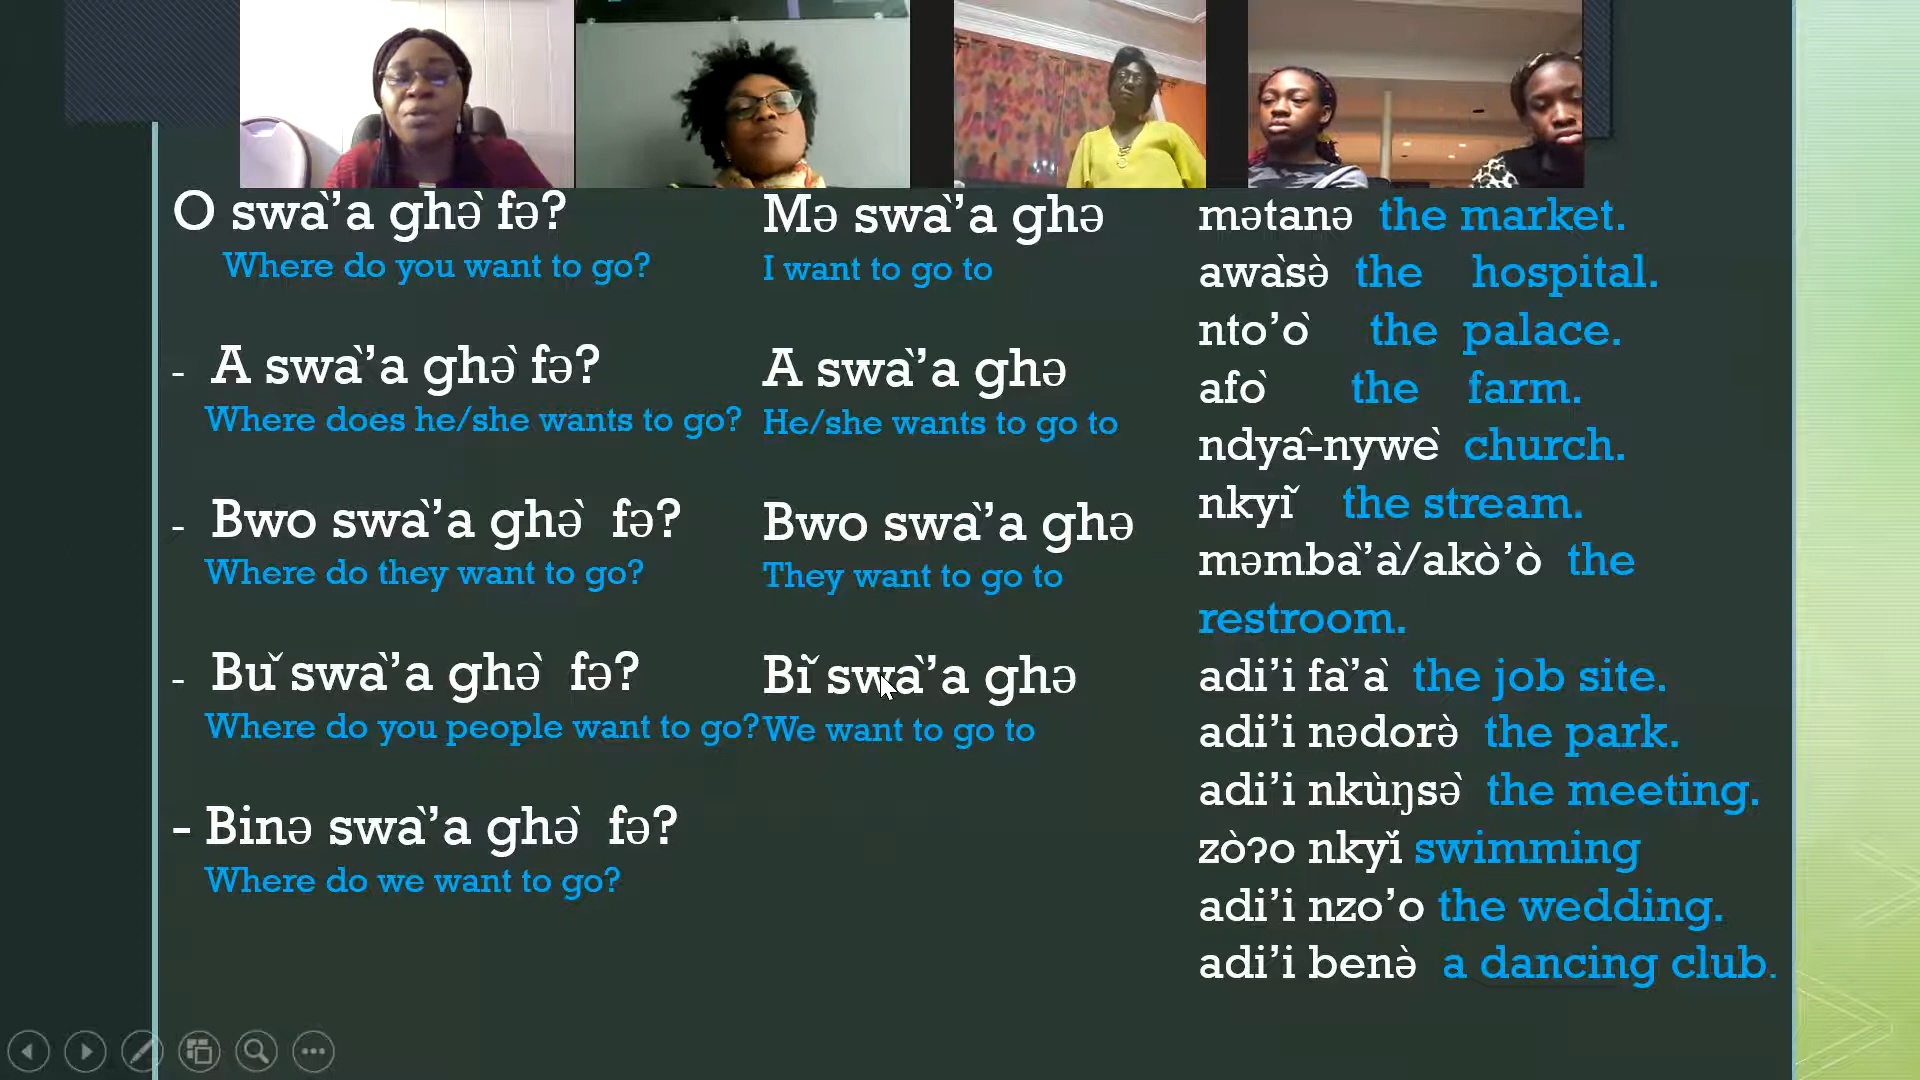 O swa'̀'a ghə̀ fə?
Where do you want to go?
- A swa'̀'a ghə̀ fə?
Where does he/she wants to go?
- Bwo swa'̀'a ghə̀ fə?
Where do they want to go?
- Bǔ swa'̀'a ghə̀ fə?
Where do you people want to go?
- Binə swa'̀'a ghə̀ fə?
Where do we want to go?
Mə swa'̀'a ghə
I want to go to
A swa'̀'a ghə
He/she wants to go to
Bwo swa'̀'a ghə
They want to go to
Bǐ swa'̀'a ghə
We want to go to
mətanə the market.
awàsə̀ the hospital.
nto’ò the palace.
afò the farm.
ndyâ-nywè church.
nkyǐ the stream.
məmbà’à/akò’ò the
restroom.
adi’i fà’à the job site.
adi’i nədorə̀ the park.
adi’i nkùŋsə̀ the meeting.
zòɂo nkyǐ swimming
adi’i nzo’o the wedding.
adi’i benə̀ a dancing club.